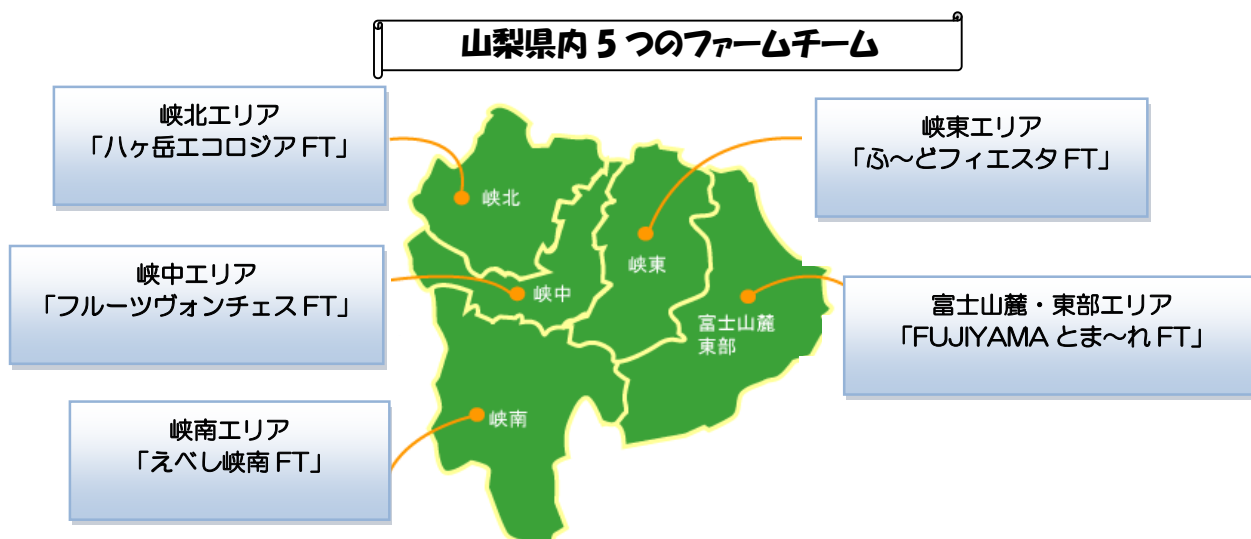 山梨県内5つのファームチーム
峡北エリア
「八ヶ岳エコロジアFT」
峡東エリア
「ふ~どフィエスタFT」
峡中エリア
「フルーツヴォンチェスFT」
富士山麓・東部エリア
「FUJIYAMAとま~れFT」
峡南エリア
「えべし峡南FT」
峡北
峡東
峡中
富士山麓
東部
峡南